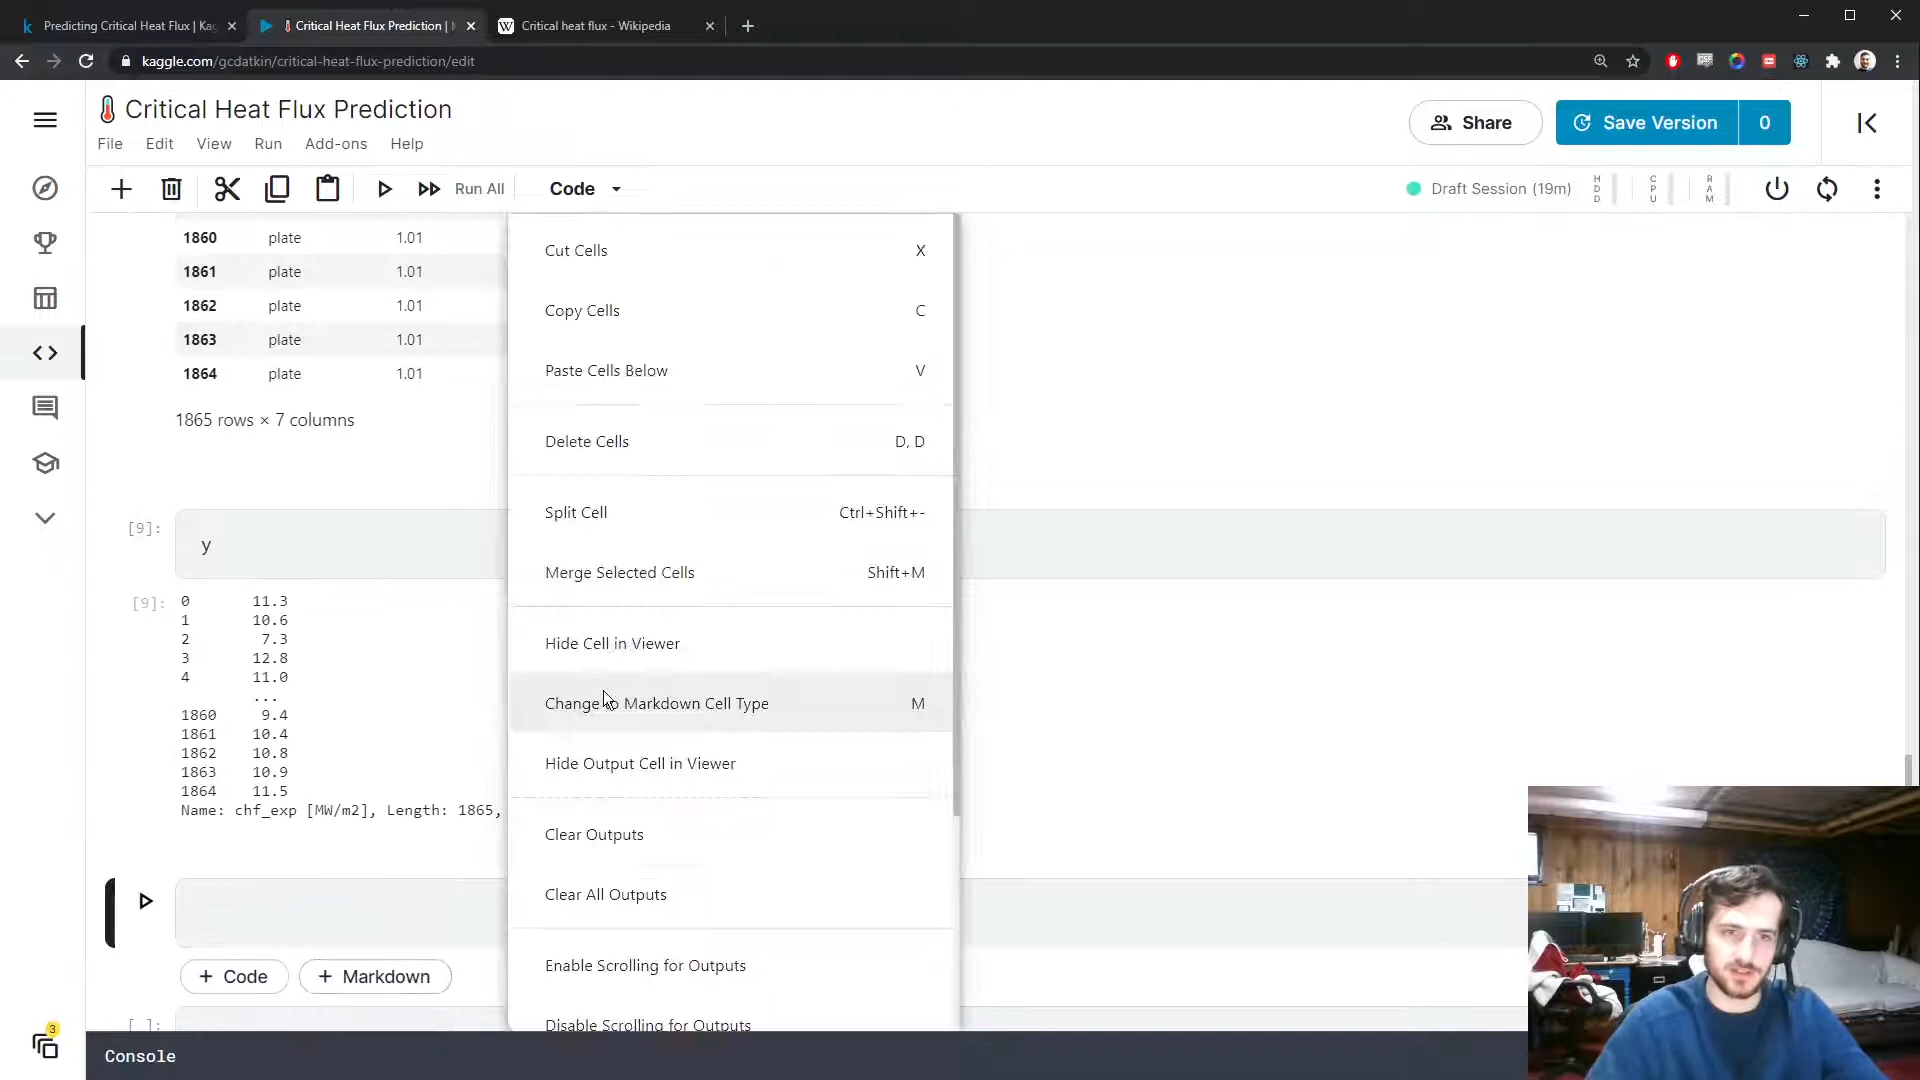 Predicting Critical Heat Flux | Kag
Critical Heat Flux Prediction |
Critical heat flux - Wikipedia
kaggle.com/gcdatkin/critical-heat-flux-prediction/edit
Critical Heat Flux Prediction
Share
Save Version
0
File Edit View Run Add-ons Help
Run All
Code
Draft Session (19m)
HDD
CPU
RAM
1860 plate 1.01
1861 plate 1.01
1862 plate 1.01
1863 plate 1.01
1864 plate 1.01
1865 rows × 7 columns
Cut Cells X
Copy Cells C
Paste Cells Below V
Delete Cells D, D
Split Cell Ctrl+Shift+-
Merge Selected Cells Shift+M
Hide Cell in Viewer
Change to Markdown Cell Type M
Hide Output Cell in Viewer
Clear Outputs
Clear All Outputs
Enable Scrolling for Outputs
Disable Scrolling for Outputs
[9]:
y
[9]:
0 11.3
1 10.6
2 7.3
3 12.8
4 11.0
...
1860 9.4
1861 10.4
1862 10.8
1863 10.9
1864 11.5
Name: chf_exp [MW/m2], Length: 1865,
+ Code
+ Markdown
[ ]:
3
Console